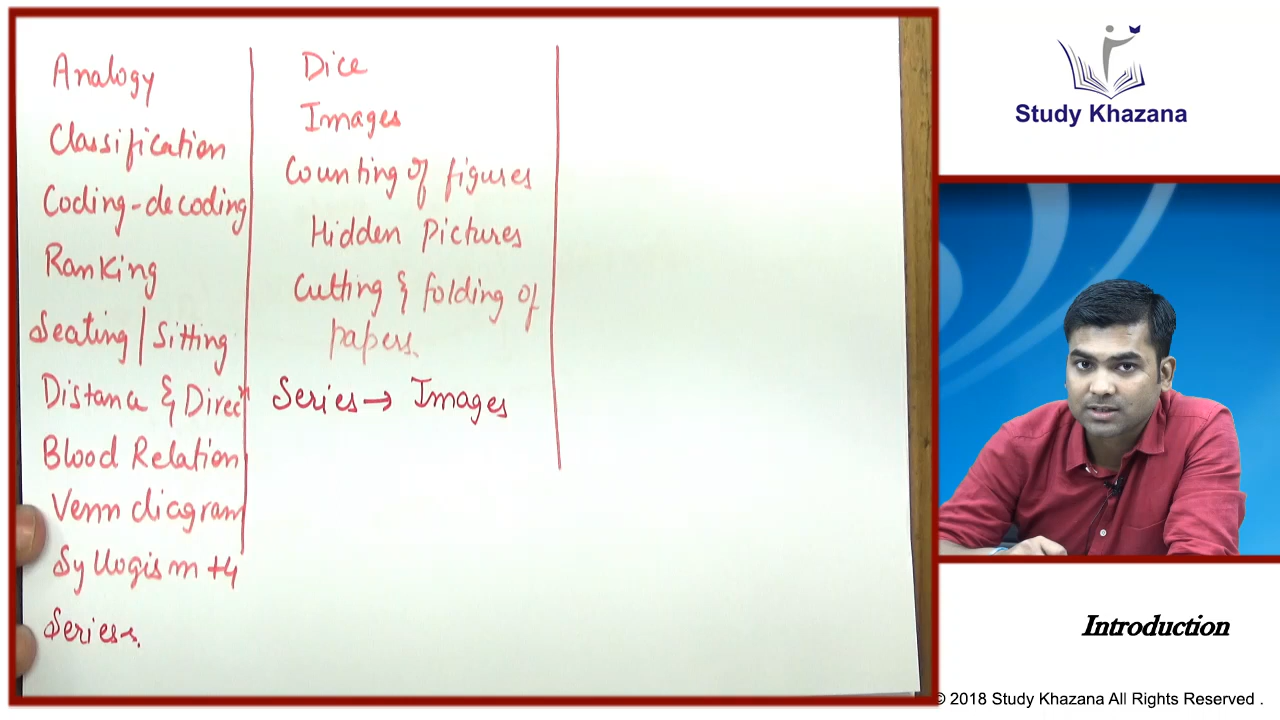 Analogy
Classification
Coding-decoding
Ranking
Seating / Sitting
Distance & Directn
Blood Relation
Venn diagram
Syllogism +4
Series
Dice
Images
Counting of figures
Hidden Pictures
Cutting & folding of
papers.
Series → Images
Study Khazana
Introduction
© 2018 Study Khazana All Rights Reserved .